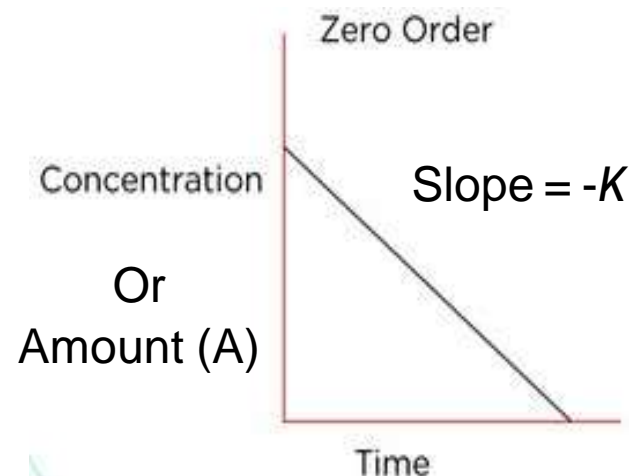 Zero Order
Concentration
Slope = -K
Or
Amount (A)
Time